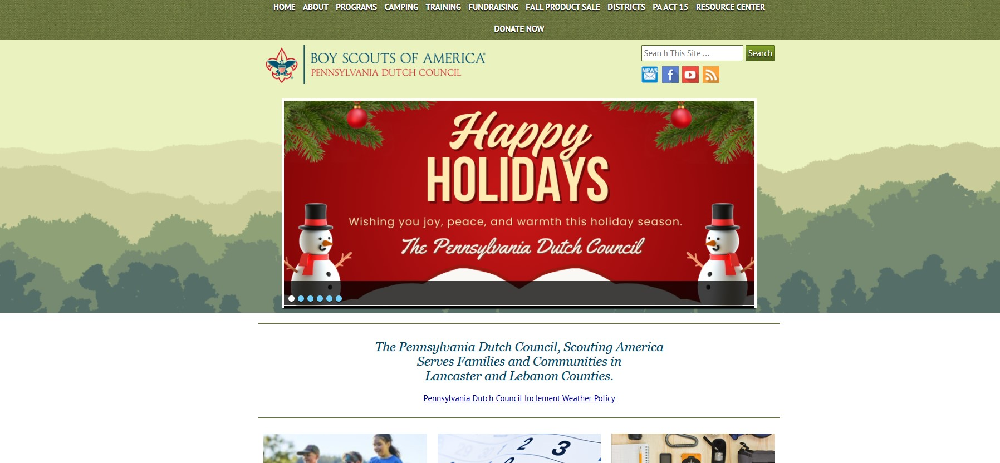 HOME ABOUT PROGRAMS CAMPING TRAINING FUNDRAISING FALL PRODUCT SALE DISTRICTS PA ACT 15 RESOURCE CENTER
DONATE NOW
BOY SCOUTS OF AMERICA®
PENNSYLVANIA DUTCH COUNCIL
Search This Site ... Search
NEWS
Happy
HOLIDAYS
Wishing you joy, peace, and warmth this holiday season.
The Pennsylvania Dutch Council
The Pennsylvania Dutch Council, Scouting America
Serves Families and Communities in
Lancaster and Lebanon Counties.
Pennsylvania Dutch Council Inclement Weather Policy
29 30 2 3